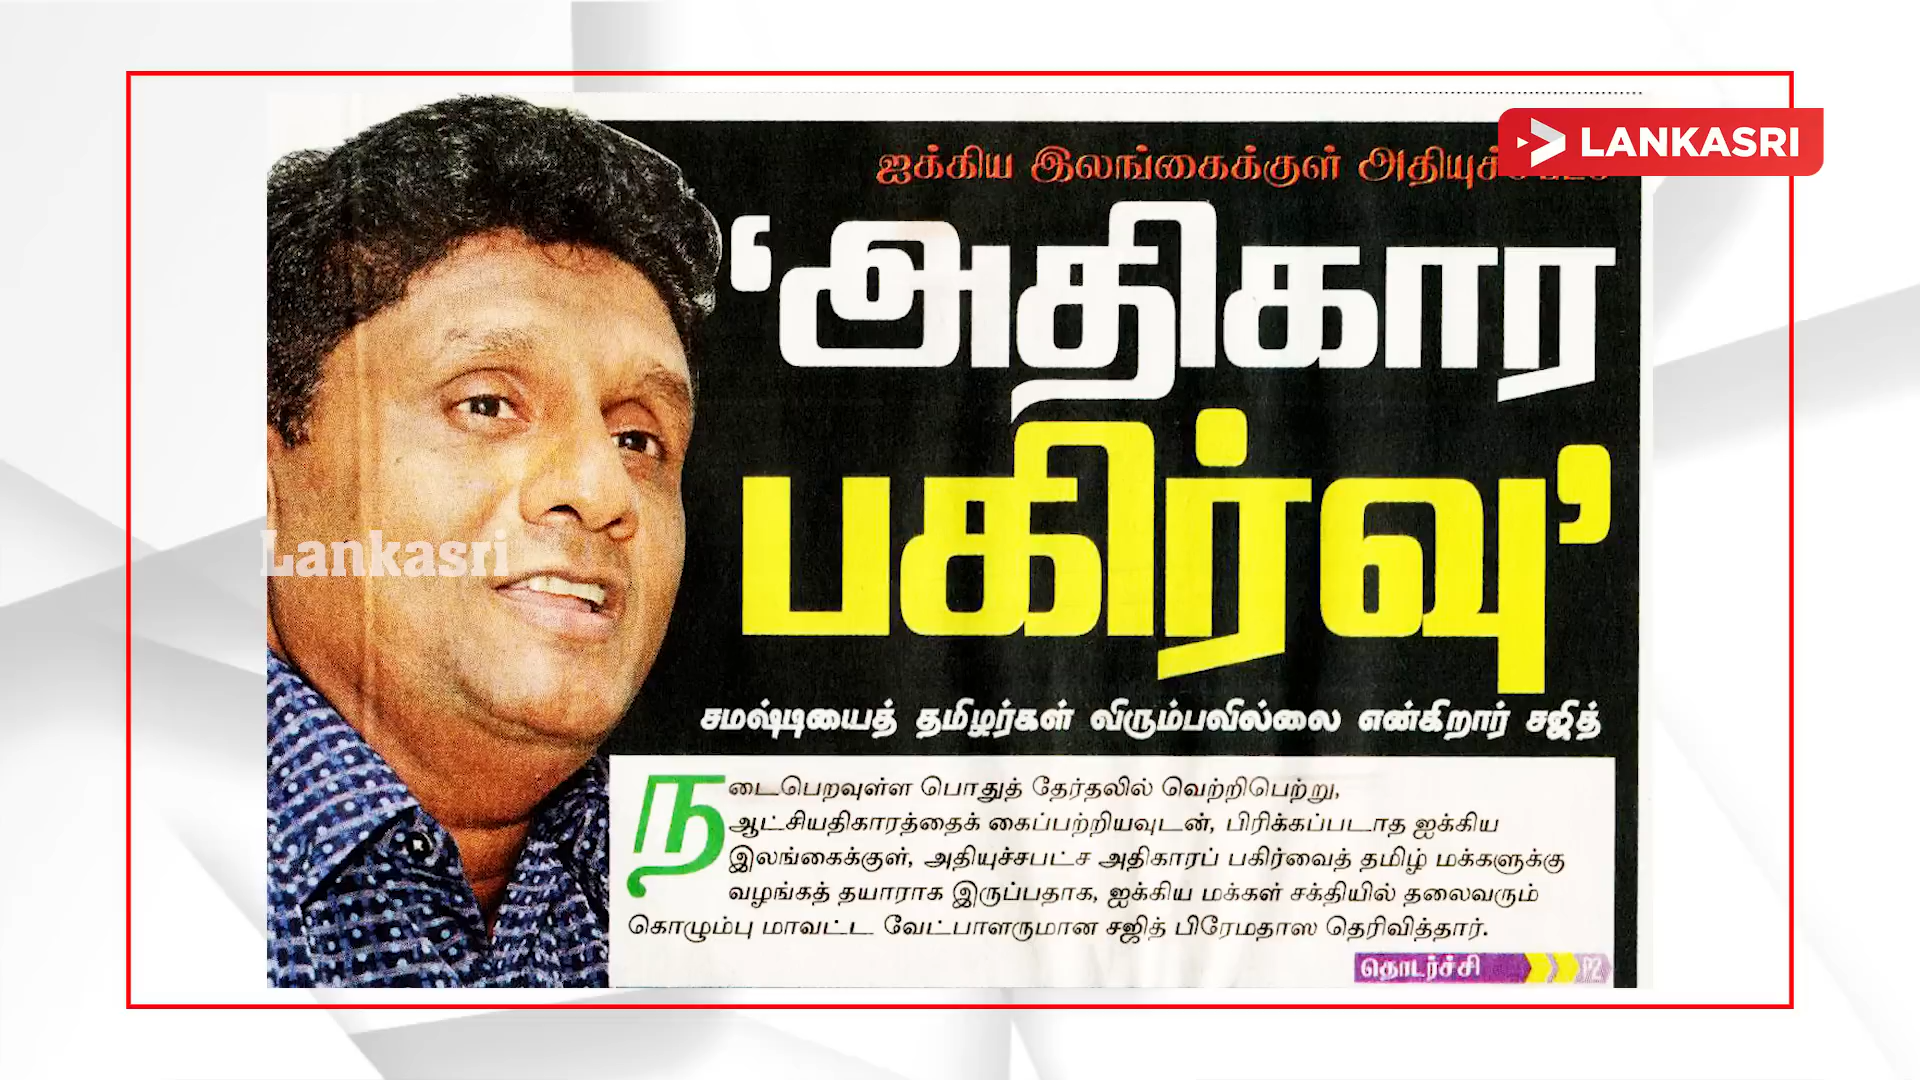 LANKASRI
ஐக்கிய இலங்கைக்குள்
‘அதிகார
பகிர்வு’
Lankasri
சமஷ்டியைத் தமிழர்கள் விரும்பவில்லை என்கிறார் சஜித்
நடைபெறவுள்ள பொதுத் தேர்தலில் வெற்றிபெற்று,
ஆட்சியதிகாரத்தைக் கைப்பற்றியவுடன், பிரிக்கப்படாத ஐக்கிய
இலங்கைக்குள், அதியுச்சபட்ச அதிகாரப் பகிர்வைத் தமிழ் மக்களுக்கு
வழங்கத் தயாராக இருப்பதாக, ஐக்கிய மக்கள் சக்தியில் தலைவரும்
கொழும்பு மாவட்ட வேட்பாளருமான சஜித் பிரேமதாஸ தெரிவித்தார்.
தொடர்ச்சி P2